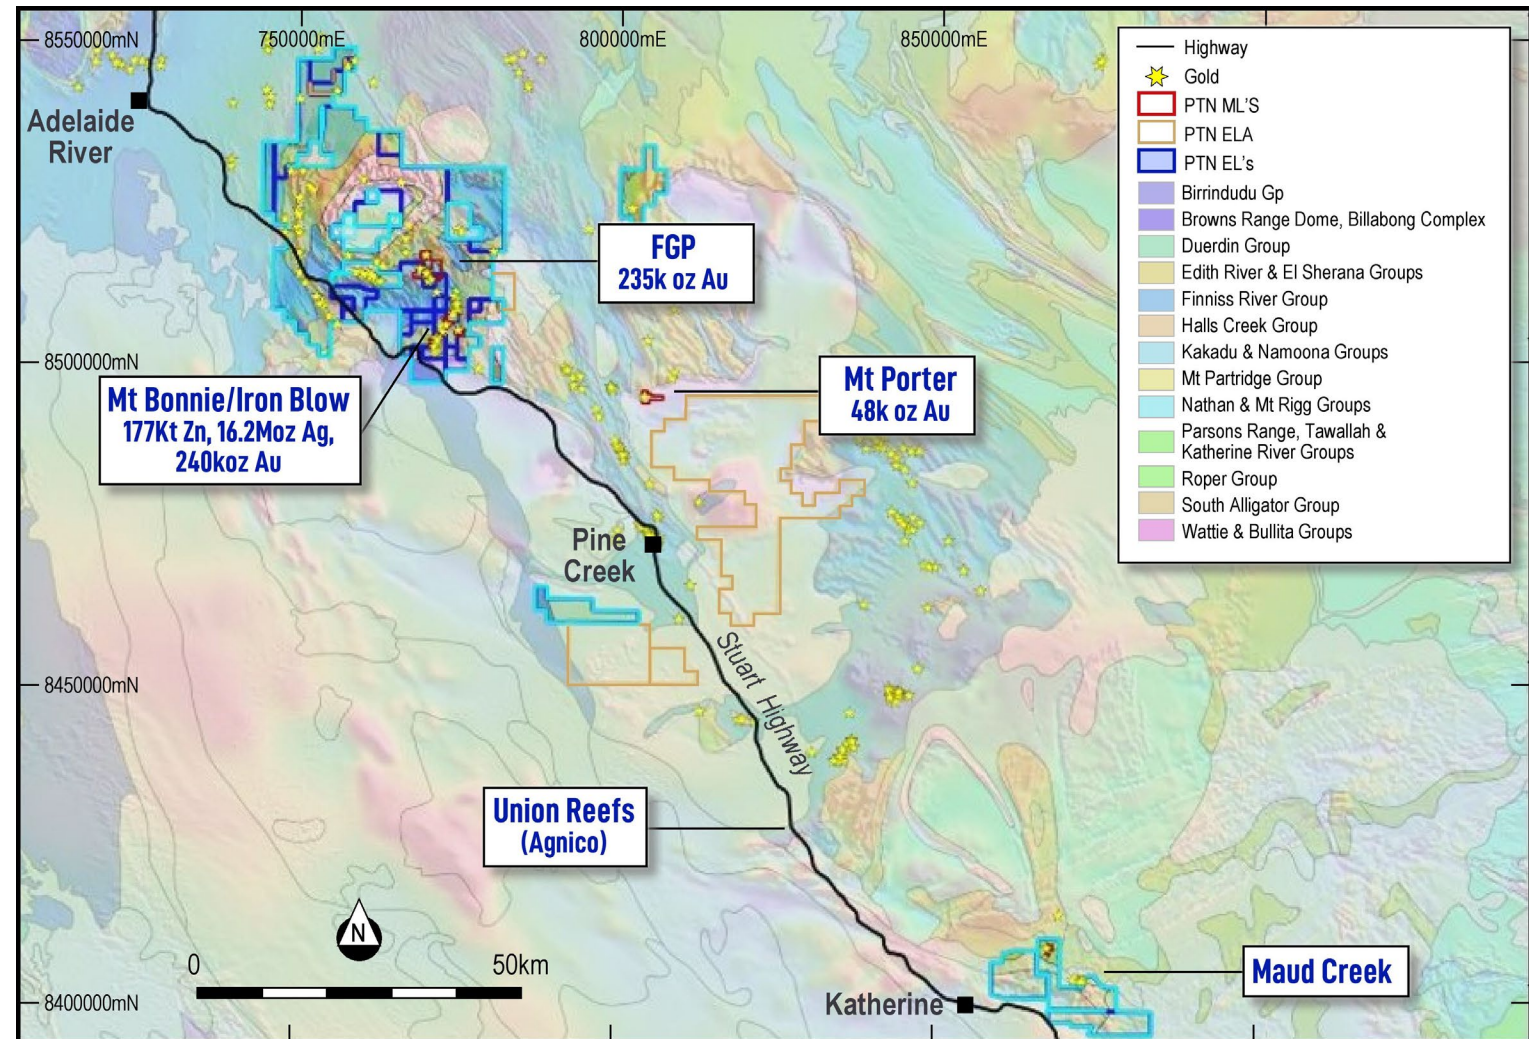 8550000mN
750000mE
800000mE
850000mE
Highway
Gold
PTN ML'S
PTN ELA
PTN EL's
Birrindudu Gp
Browns Range Dome, Billabong Complex
Duerdin Group
Edith River & El Sherana Groups
Finniss River Group
Halls Creek Group
Kakadu & Namoona Groups
Mt Partridge Group
Nathan & Mt Rigg Groups
Parsons Range, Tawallah &
Katherine River Groups
Roper Group
South Alligator Group
Wattie & Bullita Groups
Adelaide
River
FGP
235k oz Au
8500000mN
Mt Bonnie/Iron Blow
177Kt Zn, 16.2Moz Ag,
240koz Au
Mt Porter
48k oz Au
Pine
Creek
Stuart Highway
8450000mN
Union Reefs
(Agnico)
N
0
50km
Maud Creek
8400000mN
Katherine